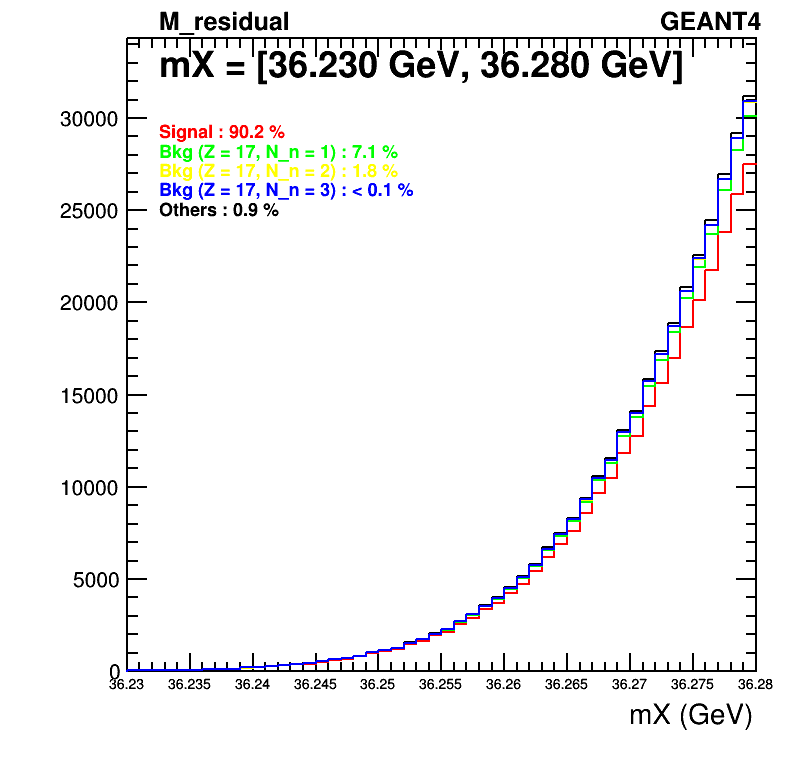 M_residual GEANT4
mX = [36.230 GeV, 36.280 GeV]
Signal : 90.2 %
Bkg (Z = 17, N_n = 1) : 7.1 %
Bkg (Z = 17, N_n = 2) : 1.8 %
Bkg (Z = 17, N_n = 3) : < 0.1 %
Others : 0.9 %
30000
25000
20000
15000
10000
5000
0
36.23 36.235 36.24 36.245 36.25 36.255 36.26 36.265 36.27 36.275 36.28
mX (GeV)